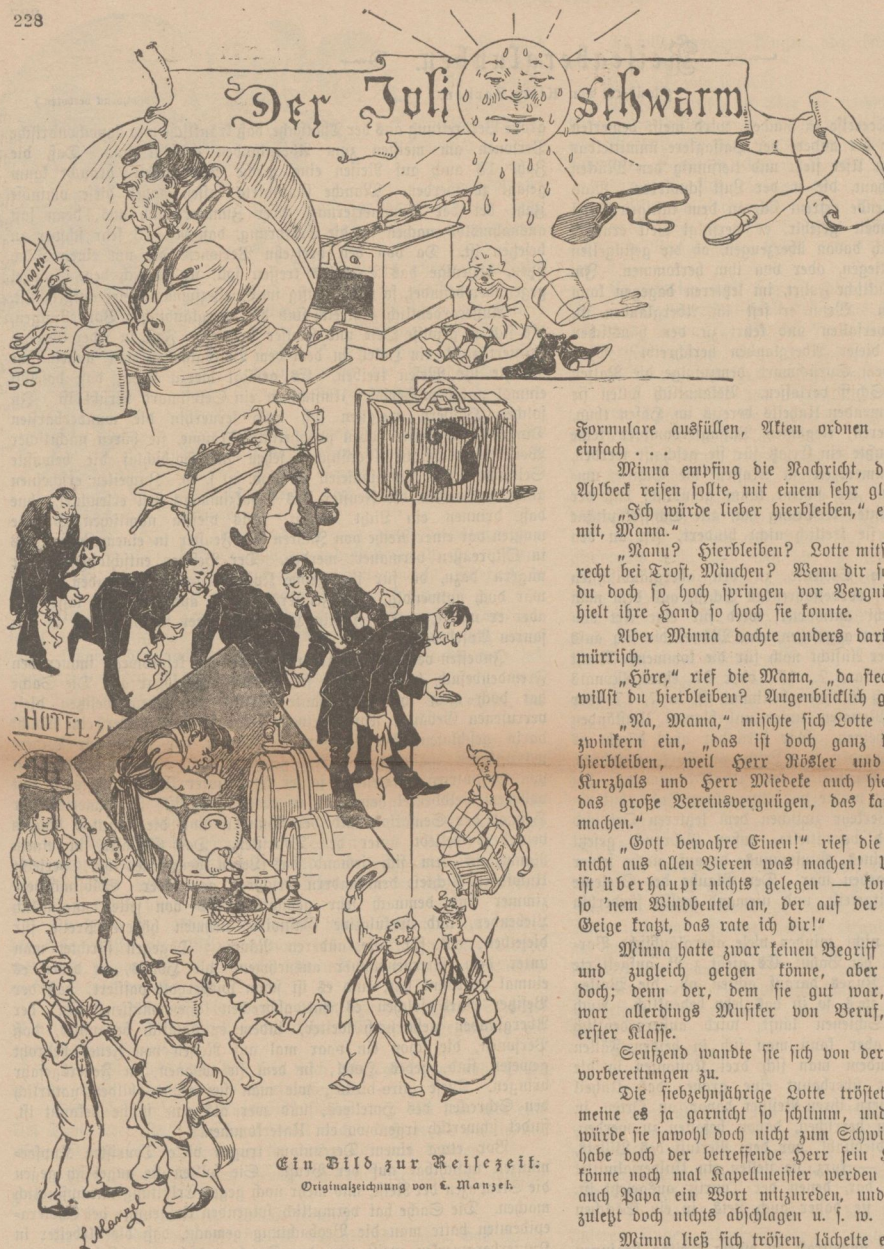 228
Der Juli schwarm
100 Mk.
J
HOTEL Z
Ein Bild zur Reisezeit.
Originalzeichnung von L. Manzel.
L. Manzel
Formulare ausfüllen, Akten ordnen
einfach . . .
Minna empfing die Nachricht, d
Ahlbeck reisen sollte, mit einem sehr gl
„Ich würde lieber hierbleiben,“ e
mit, Mama.“
„Nanu? Hierbleiben? Lotte mits
recht bei Trost, Minchen? Wenn dir s
du doch so hoch springen vor Vergnü
hielt ihre Hand so hoch sie konnte.
Aber Minna dachte anders dari
mürrisch.
„Höre,“ rief die Mama, „da stec
willst du hierbleiben? Augenblicklich g
„Na, Mama,“ mischte sich Lotte
zwinkern ein, „das ist doch ganz
hierbleiben, weil Herr Rösler und
Kurzhals und Herr Miedeke auch hie
das große Vereinsvergnügen, das ka
machen.“
„Gott bewahre Einen!“ rief die
nicht aus allen Vieren was machen!
ist überhaupt nichts gelegen — kom
so 'nem Windbeutel an, der auf der
Geige kratzt, das rate ich dir!“
Minna hatte zwar keinen Begriff
und zugleich geigen könne, aber
doch; denn der, dem sie gut war,
war allerdings Musiker von Beruf,
erster Klasse.
Seufzend wandte sie sich von der
vorbereitungen zu.
Die siebzehnjährige Lotte tröstet
meine es ja garnicht so schlimm, und
würde sie jawohl doch nicht zum Schwi
habe doch der betreffende Herr sein
könne noch mal Kapellmeister werden
auch Papa ein Wort mitzureden, und
zuletzt doch nichts abschlagen u. s. w.
Minna ließ sich trösten, lächelte e